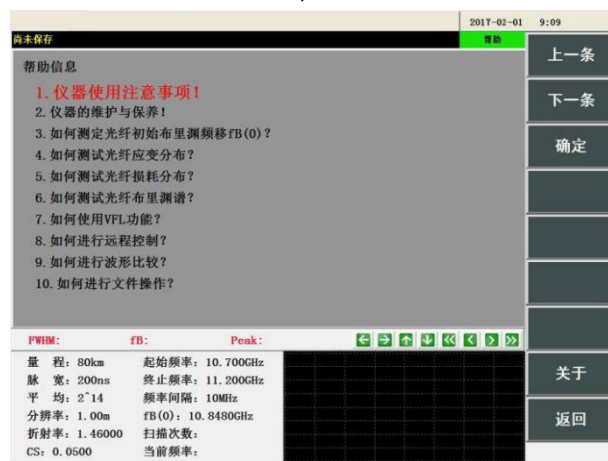 2017-02-01 9:09
尚未保存
帮助
帮助信息
1. 仪器使用注意事项！
2. 仪器的维护与保养！
3. 如何测定光纤初始布里渊频移fB(0)？
4. 如何测试光纤应变分布？
5. 如何测试光纤损耗分布？
6. 如何测试光纤布里渊谱？
7. 如何使用VFL功能？
8. 如何进行远程控制？
9. 如何进行波形比较？
10. 如何进行文件操作？
上一条
下一条
确定
关于
返回
FWHM: fB: Peak:
量 程: 80km 起始频率: 10.700GHz
脉 宽: 200ns 终止频率: 11.200GHz
平 均: 2^14 频率间隔: 10MHz
分辨率: 1.00m fB(0): 10.8480GHz
折射率: 1.46000 扫描次数:
CS: 0.0500 当前频率: